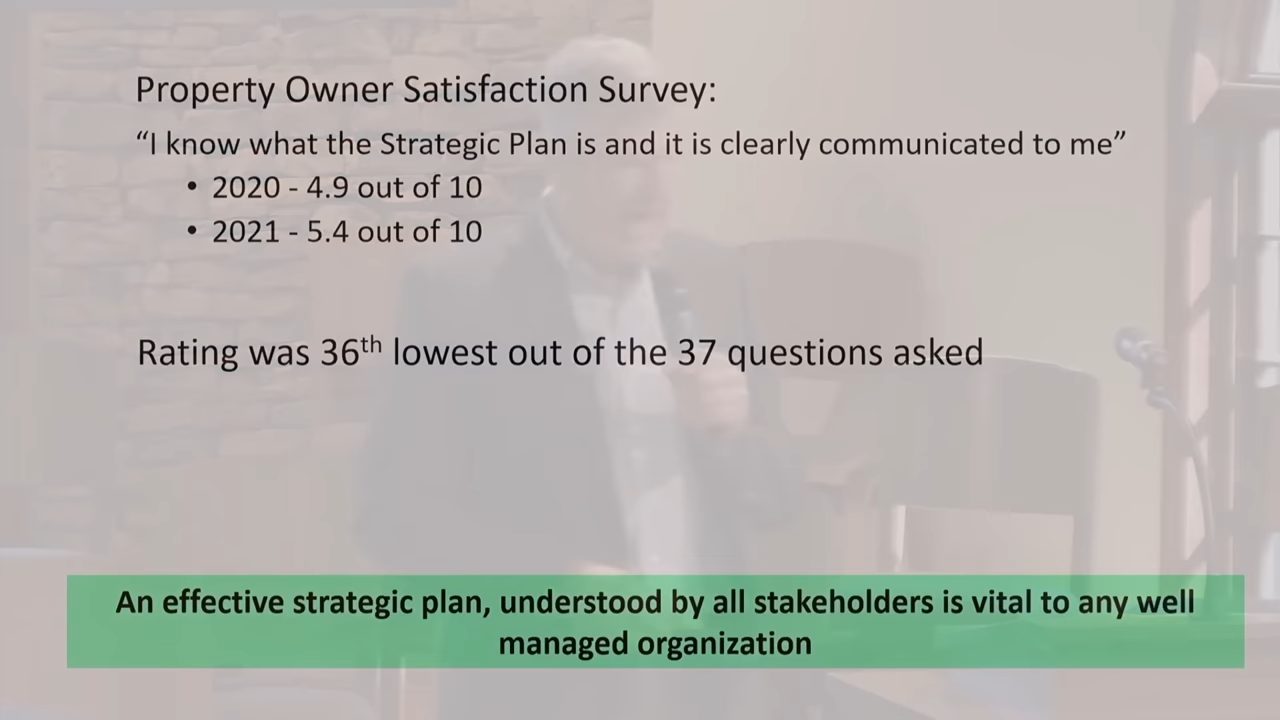 Property Owner Satisfaction Survey:
“I know what the Strategic Plan is and it is clearly communicated to me”
• 2020 - 4.9 out of 10
• 2021 - 5.4 out of 10
Rating was 36th lowest out of the 37 questions asked
An effective strategic plan, understood by all stakeholders is vital to any well
managed organization